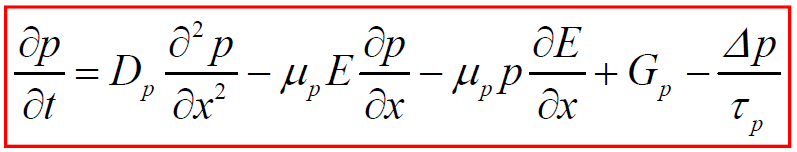 ∂p/∂t = D_p ∂²p/∂x² − μ_p E ∂p/∂x − μ_p p ∂E/∂x + G_p − Δp/τ_p